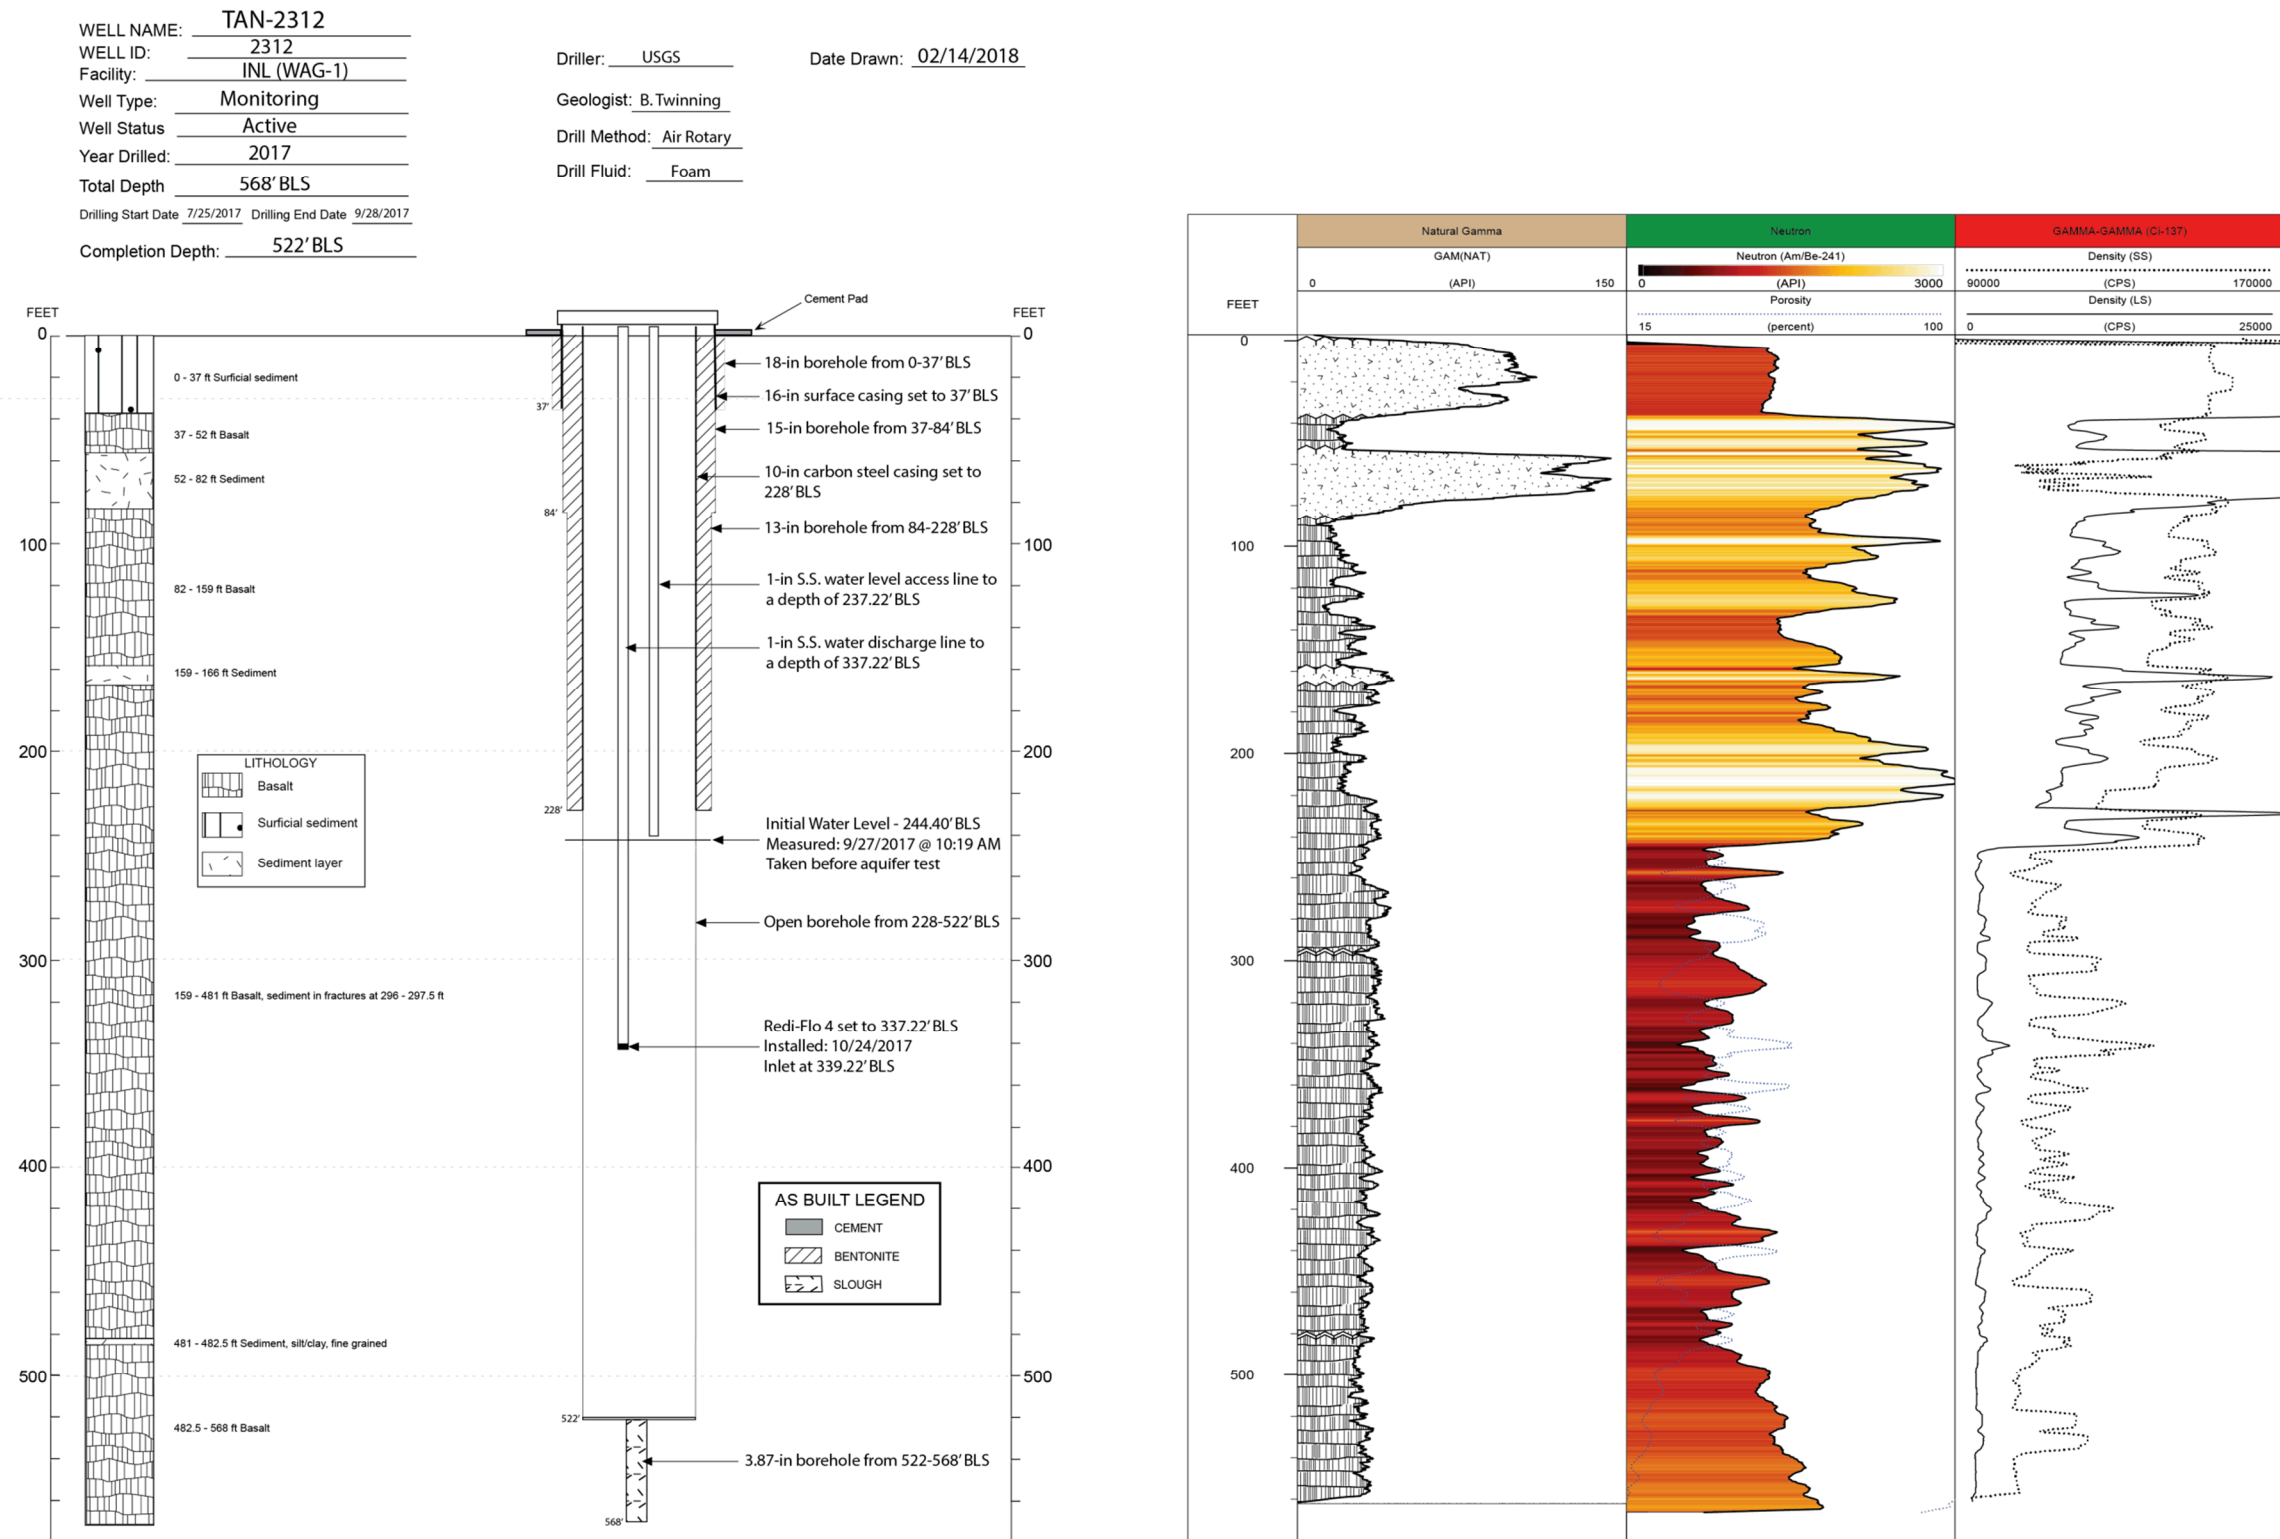 WELL NAME: TAN-2312
WELL ID: 2312
Facility: INL (WAG-1)
Well Type: Monitoring
Well Status Active
Year Drilled: 2017
Total Depth 568' BLS
Drilling Start Date 7/25/2017 Drilling End Date 9/28/2017
Completion Depth: 522' BLS
Driller: USGS
Geologist: B. Twinning
Drill Method: Air Rotary
Drill Fluid: Foam
Date Drawn: 02/14/2018
FEET
0
100
200
300
400
500
0 - 37 ft Surficial sediment
37 - 52 ft Basalt
52 - 82 ft Sediment
82 - 159 ft Basalt
159 - 166 ft Sediment
LITHOLOGY
Basalt
Surficial sediment
Sediment layer
159 - 481 ft Basalt, sediment in fractures at 296 - 297.5 ft
481 - 482.5 ft Sediment, silt/clay, fine grained
482.5 - 568 ft Basalt
37'
84'
228'
522'
568'
Cement Pad
18-in borehole from 0-37' BLS
16-in surface casing set to 37' BLS
15-in borehole from 37-84' BLS
10-in carbon steel casing set to
228' BLS
13-in borehole from 84-228' BLS
1-in S.S. water level access line to
a depth of 237.22' BLS
1-in S.S. water discharge line to
a depth of 337.22' BLS
Initial Water Level - 244.40' BLS
Measured: 9/27/2017 @ 10:19 AM
Taken before aquifer test
Open borehole from 228-522' BLS
Redi-Flo 4 set to 337.22' BLS
Installed: 10/24/2017
Inlet at 339.22' BLS
AS BUILT LEGEND
CEMENT
BENTONITE
SLOUGH
3.87-in borehole from 522-568' BLS
FEET
0
100
200
300
400
500
FEET
0
100
200
300
400
500
Natural Gamma
GAM(NAT)
0 (API) 150
Neutron
Neutron (Am/Be-241)
0 (API) 3000
Porosity
15 (percent) 100
GAMMA-GAMMA (Ci-137)
Density (SS)
90000 (CPS) 170000
Density (LS)
0 (CPS) 25000